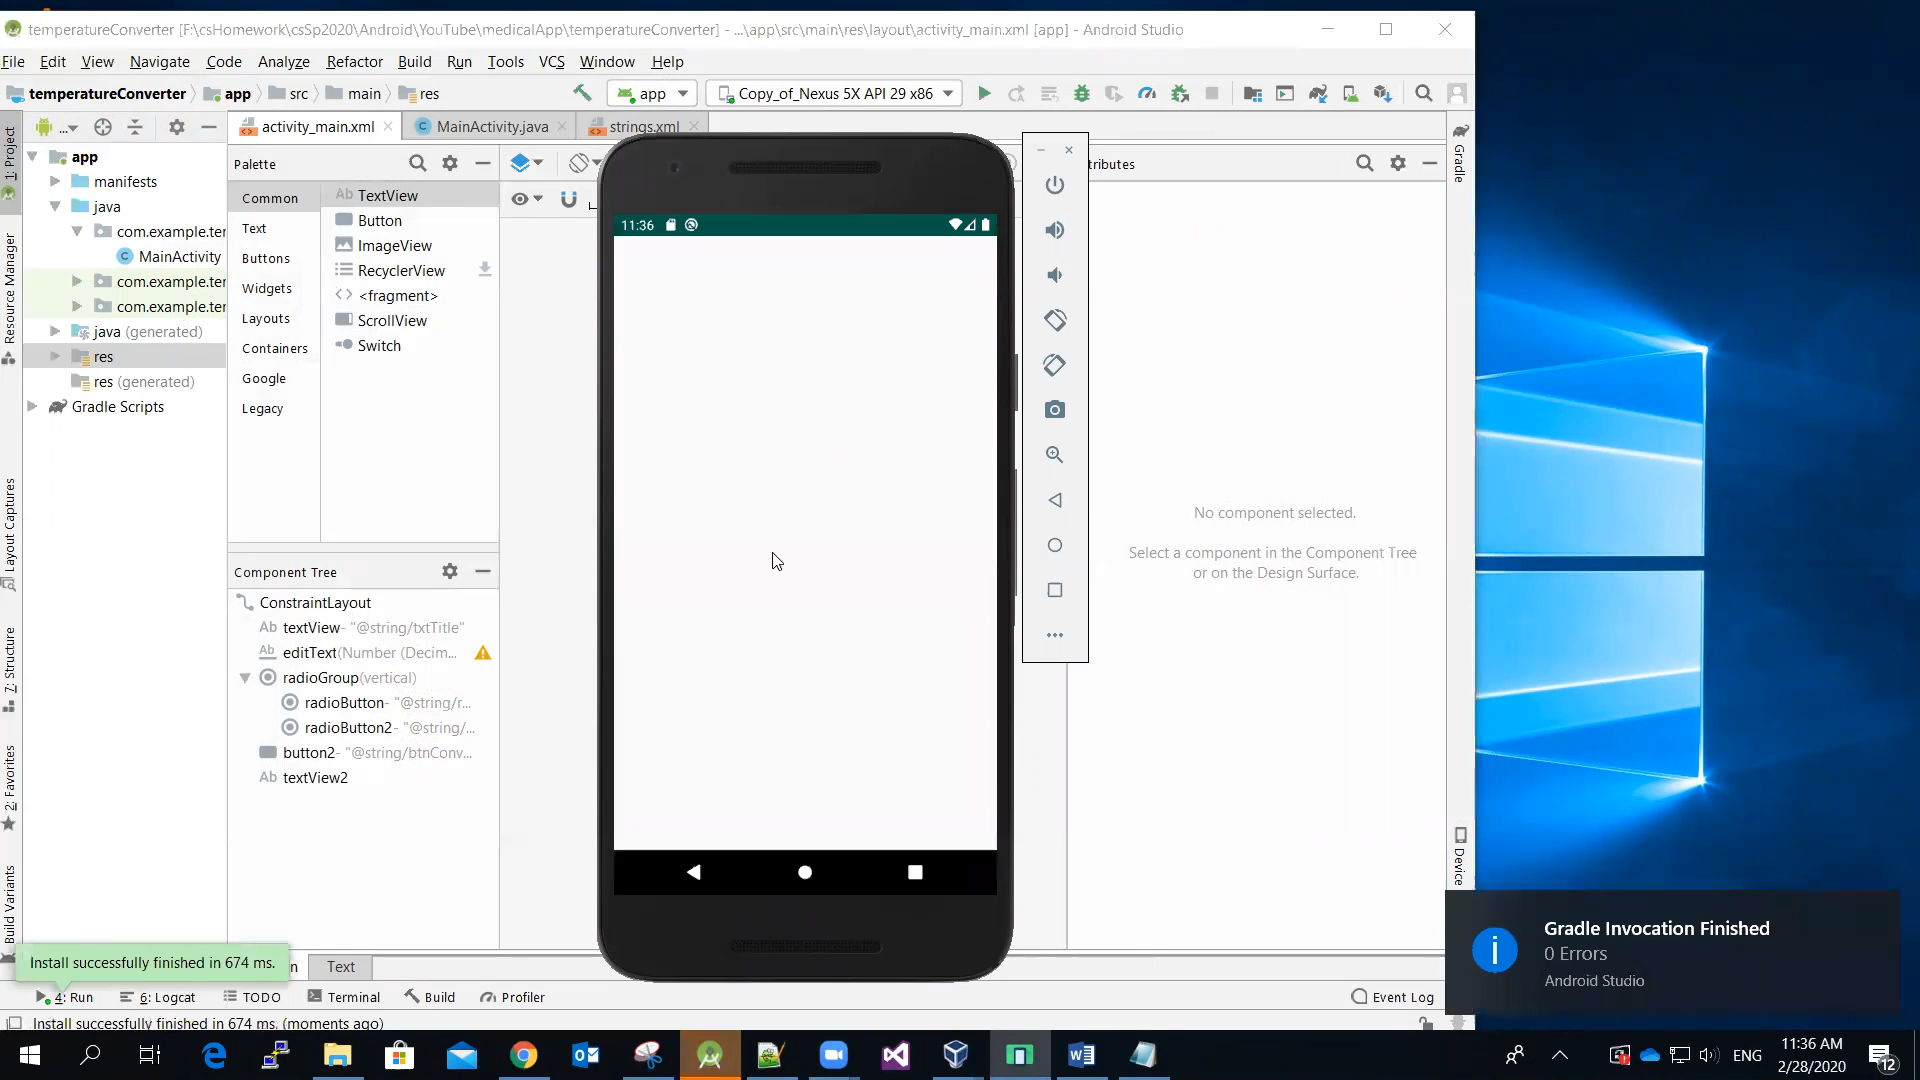 temperatureConverter [F:\csHomework\csSp2020\Android\YouTube\medicalApp\temperatureConverter] - ...\app\src\main\res\layout\activity_main.xml [app] - Android Studio
File Edit View Navigate Code Analyze Refactor Build Run Tools VCS Window Help
temperatureConverter app src main res app Copy_of_Nexus 5X API 29 x86
... activity_main.xml MainActivity.java strings.xml
1: Project
Resource Manager
Layout Captures
7: Structure
2: Favorites
Build Variants
app
manifests
java
com.example.ter
MainActivity
com.example.ter
com.example.ter
java (generated)
res
res (generated)
Gradle Scripts
Palette
Common
Text
Buttons
Widgets
Layouts
Containers
Google
Legacy
Ab TextView
Button
ImageView
RecyclerView
<> <fragment>
ScrollView
Switch
Component Tree
ConstraintLayout
Ab textView- "@string/txtTitle"
Ab editText(Number (Decim...
radioGroup(vertical)
radioButton- "@string/r...
radioButton2- "@string/...
button2- "@string/btnConv...
Ab textView2
11:36
tributes
No component selected.
Select a component in the Component Tree
or on the Design Surface.
Gradle
Device
Install successfully finished in 674 ms.
n Text
4: Run 6: Logcat TODO Terminal Build Profiler Event Log
Install successfully finished in 674 ms. (moments ago)
Gradle Invocation Finished
0 Errors
Android Studio
ENG
11:36 AM
2/28/2020
12